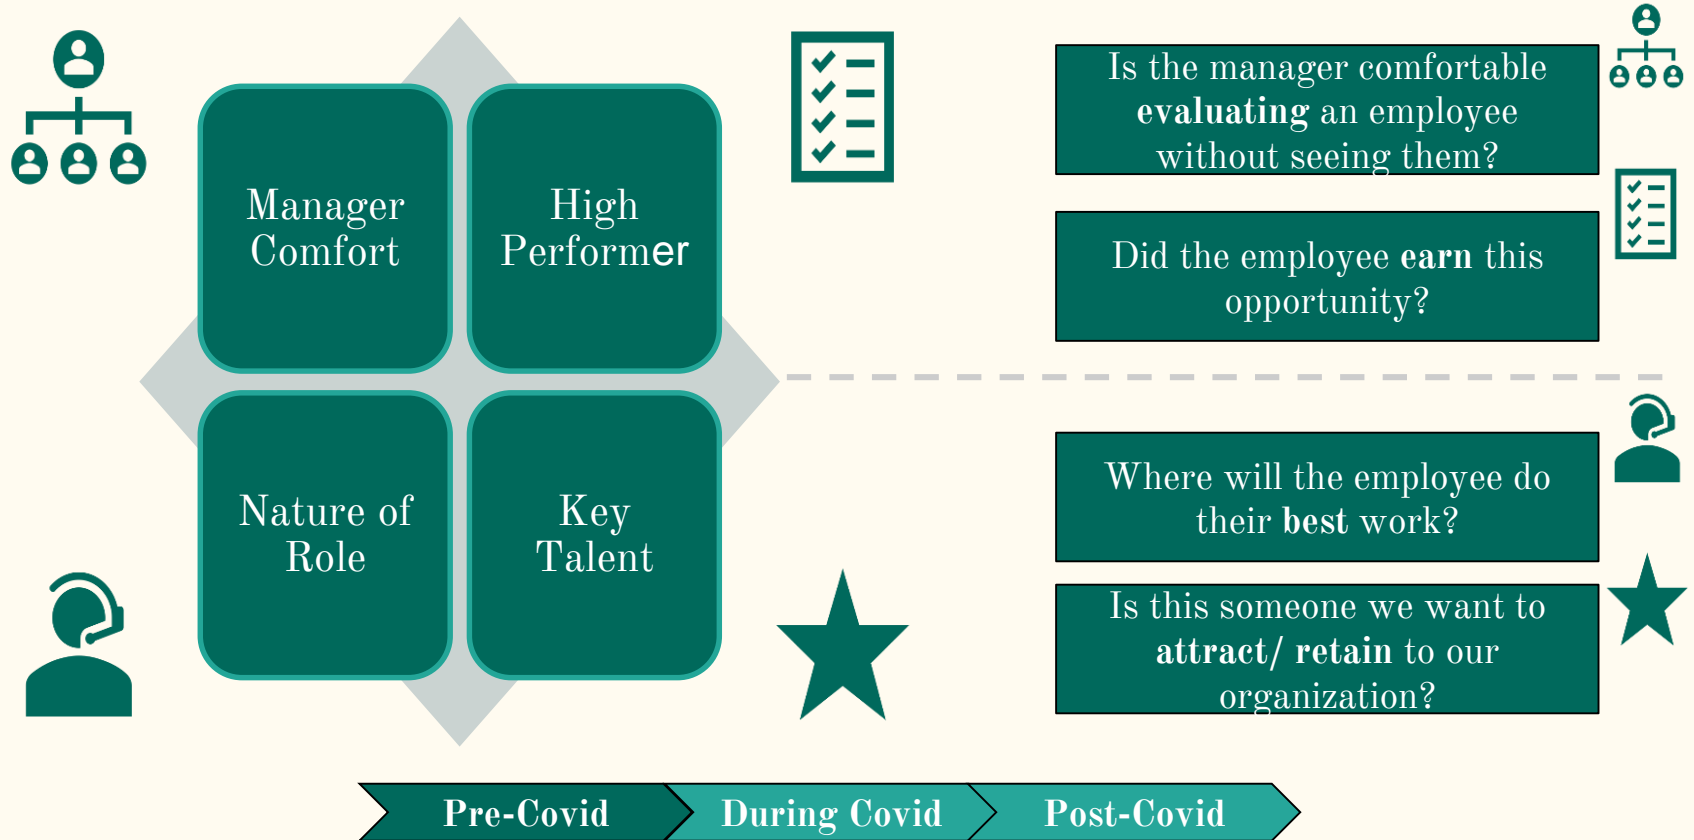 Manager
Comfort
High
Performer
Nature of
Role
Key
Talent
Is the manager comfortable
evaluating an employee
without seeing them?
Did the employee earn this
opportunity?
Where will the employee do
their best work?
Is this someone we want to
attract/ retain to our
organization?
Pre-Covid
During Covid
Post-Covid